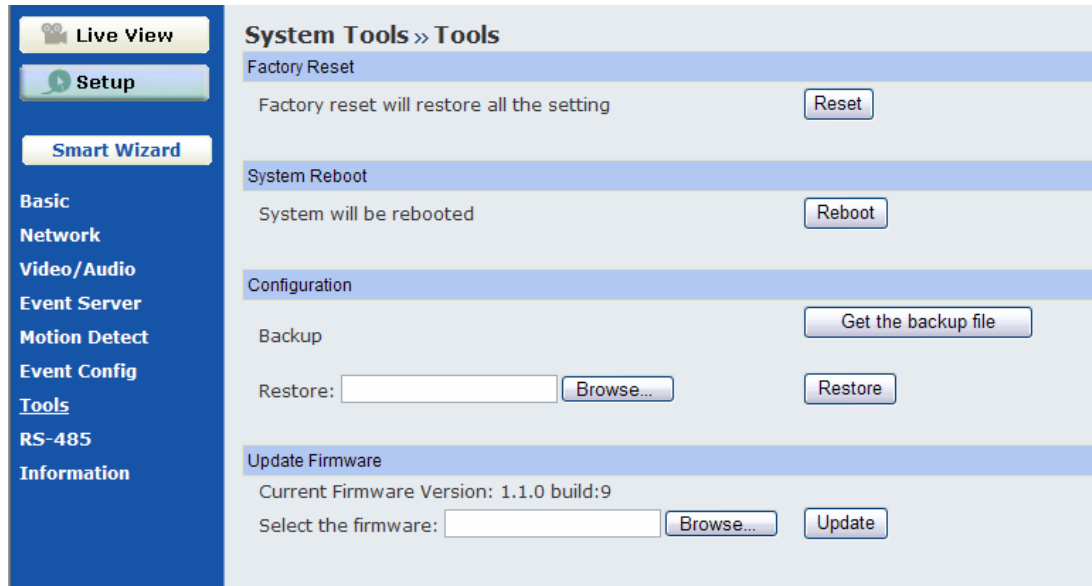 Live View
Setup
Smart Wizard
Basic
Network
Video/Audio
Event Server
Motion Detect
Event Config
Tools
RS-485
Information
System Tools » Tools
Factory Reset
Factory reset will restore all the setting Reset
System Reboot
System will be rebooted Reboot
Configuration
Backup Get the backup file
Restore: Browse... Restore
Update Firmware
Current Firmware Version: 1.1.0 build:9
Select the firmware: Browse... Update